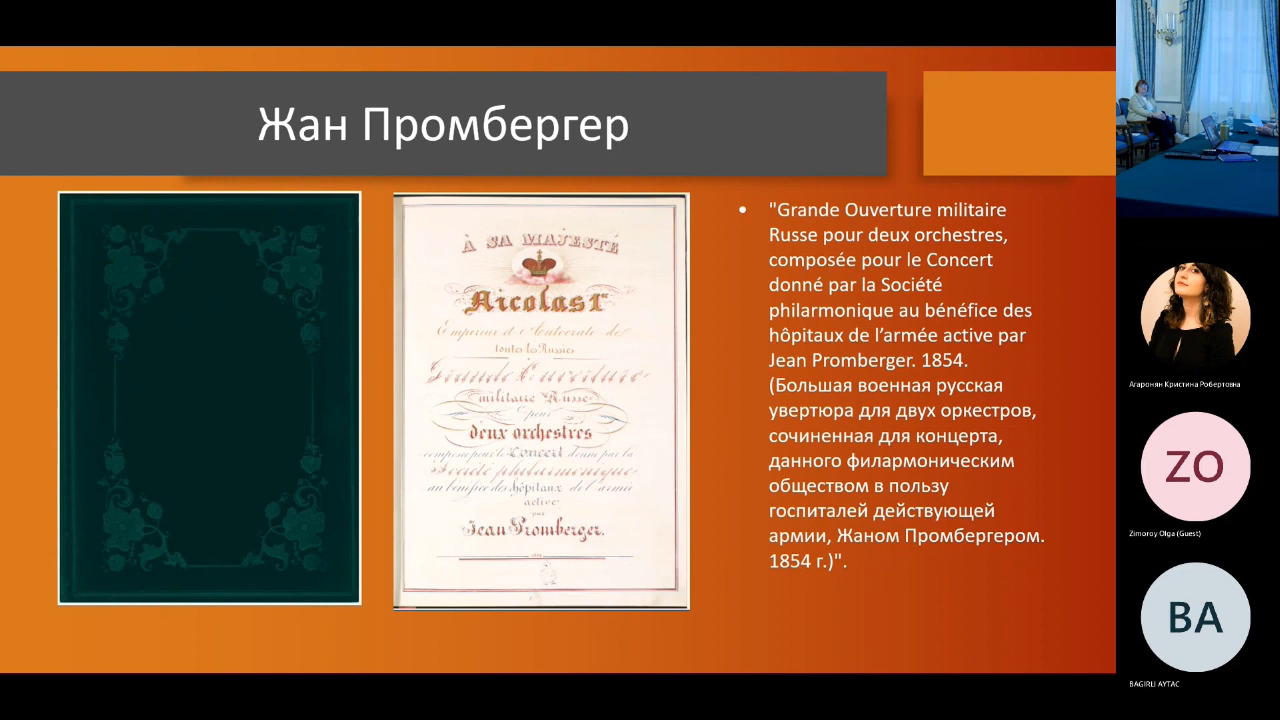 Жан Промбергер
À SA MAJESTÉ
Nicolas Ir
Empereur et Autocrate de
toutes les Russies
Grande Ouverture
militaire Russe
pour
deux orchestres
composée pour le Concert donné par la
Société philarmonique
au bénéfice des hôpitaux de l'armée
active
par
Jean Promberger.
• "Grande Ouverture militaire
Russe pour deux orchestres,
composée pour le Concert
donné par la Société
philarmonique au bénéfice des
hôpitaux de l’armée active par
Jean Promberger. 1854.
(Большая военная русская
увертюра для двух оркестров,
сочиненная для концерта,
данного филармоническим
обществом в пользу
госпиталей действующей
армии, Жаном Промбергером.
1854 г.)".
Агаронян Кристина Робертовна
ZO
Zimoroy Olga (Guest)
BA
BAGIRLI AYTAC